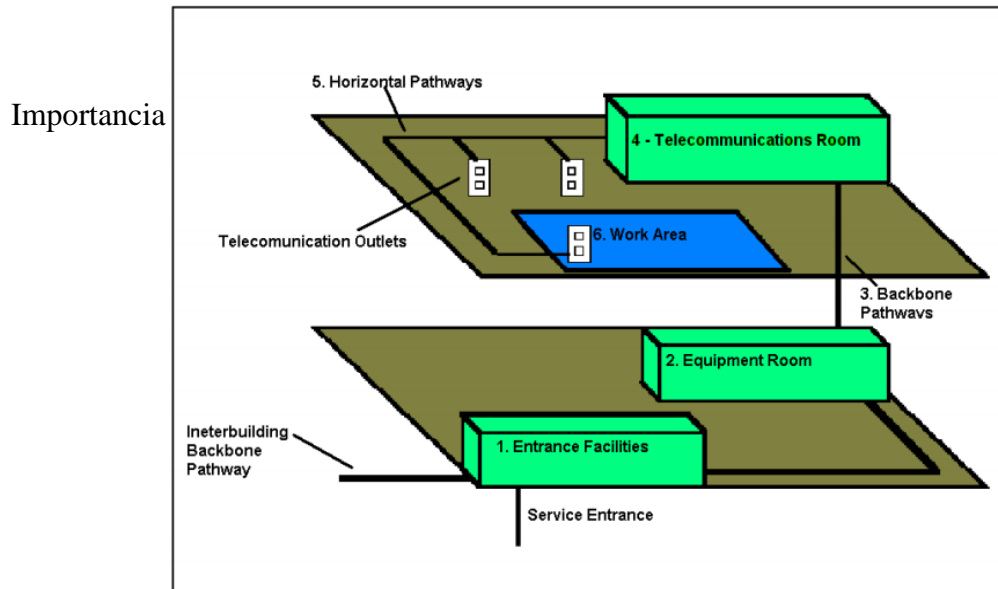 Importancia
5. Horizontal Pathways
4 - Telecommunications Room
Telecomunication Outlets
6. Work Area
3. Backbone
Pathways
2. Equipment Room
Ineterbuilding
Backbone
Pathway
1. Entrance Facilities
Service Entrance